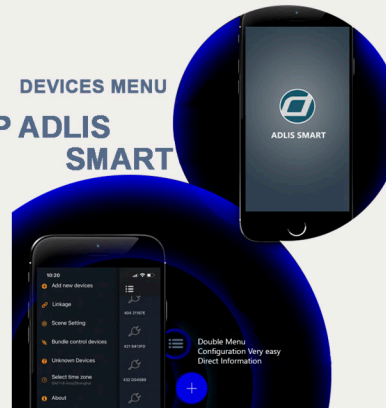 DEVICES MENU
P ADLIS
SMART
ADLIS SMART
10:20
Add new devices
Linkage
Scene Setting
Bundle control devices
Unknown Devices
Select time zone
About
Double Menu
Configuration Very easy
Direct Information